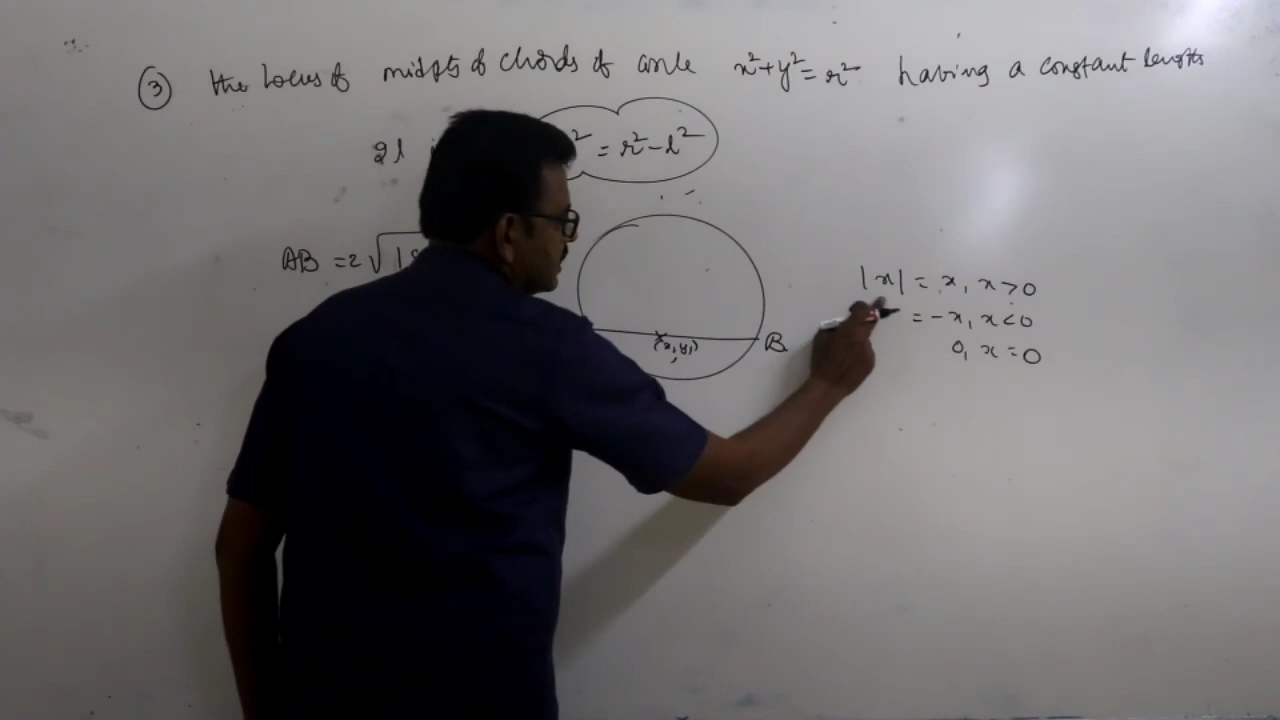 ③ the Locus of midpts of chords of circle x²+y²=r² having a constant length
2l ² = r²-l²
AB = 2√|S
|x| = x, x>0
= -x, x<0
0, x=0
(x₁,y₁) B